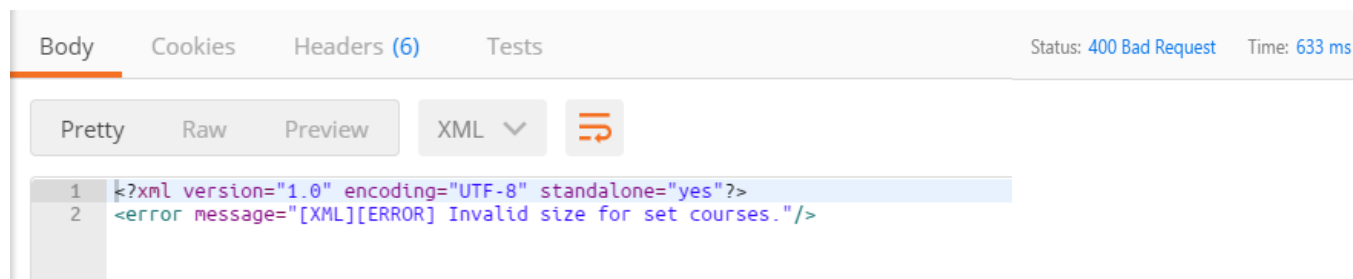 Body Cookies Headers (6) Tests Status: 400 Bad Request Time: 633 ms
Pretty Raw Preview XML
1 <?xml version="1.0" encoding="UTF-8" standalone="yes"?>
2 <error message="[XML][ERROR] Invalid size for set courses."/>